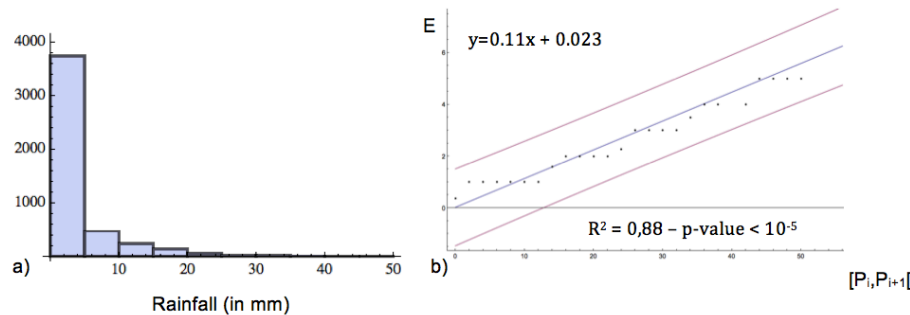 4000
3000
2000
1000
10 20 30 40 50
a)
Rainfall (in mm)
E
y=0.11x + 0.023
6
4
2
0
R² = 0,88 – p-value < 10⁻⁵
0 10 20 30 40 50
b)
[Pᵢ,Pᵢ₊₁[